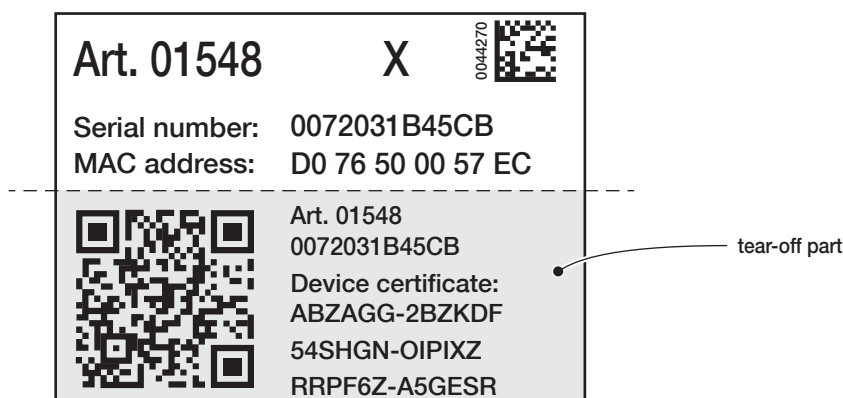 Art. 01548 X 0044270
Serial number: 0072031B45CB
MAC address: D0 76 50 00 57 EC
Art. 01548
0072031B45CB
Device certificate:
ABZAGG-2BZKDF
54SHGN-OIPIXZ
RRPF6Z-A5GESR
tear-off part